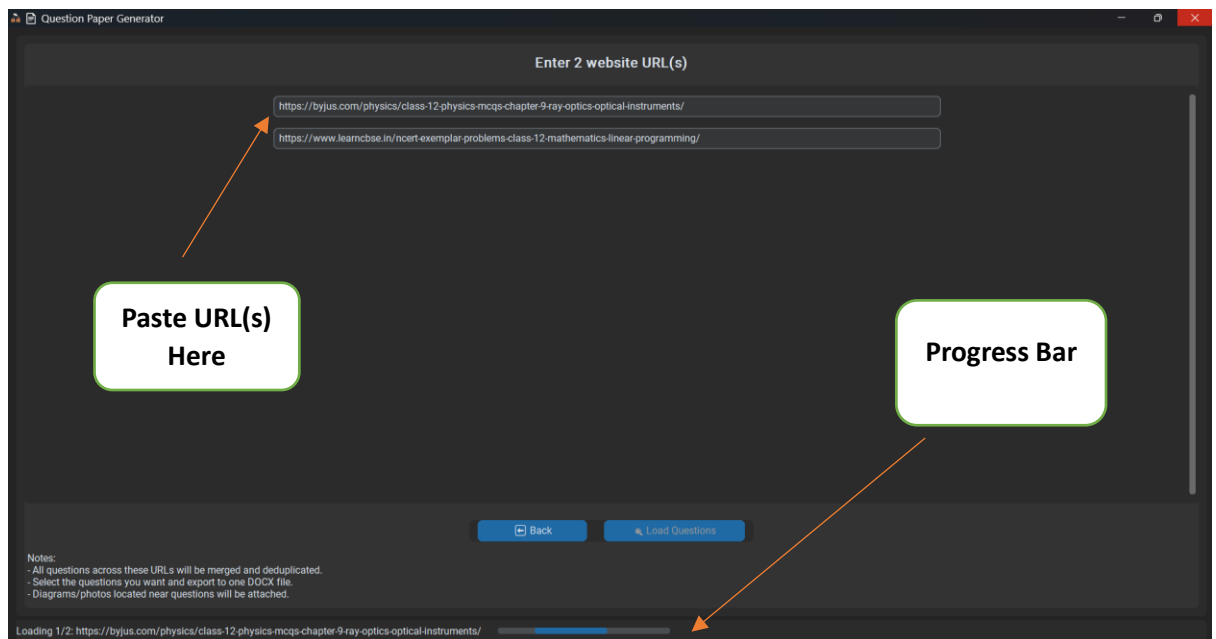 Question Paper Generator
Enter 2 website URL(s)
https://byjus.com/physics/class-12-physics-mcqs-chapter-9-ray-optics-optical-instruments/
https://www.learncbse.in/ncert-exemplar-problems-class-12-mathematics-linear-programming/
Paste URL(s)
Here
Progress Bar
Back
Load Questions
Notes:
- All questions across these URLs will be merged and deduplicated.
- Select the questions you want and export to one DOCX file.
- Diagrams/photos located near questions will be attached.
Loading 1/2: https://byjus.com/physics/class-12-physics-mcqs-chapter-9-ray-optics-optical-instruments/